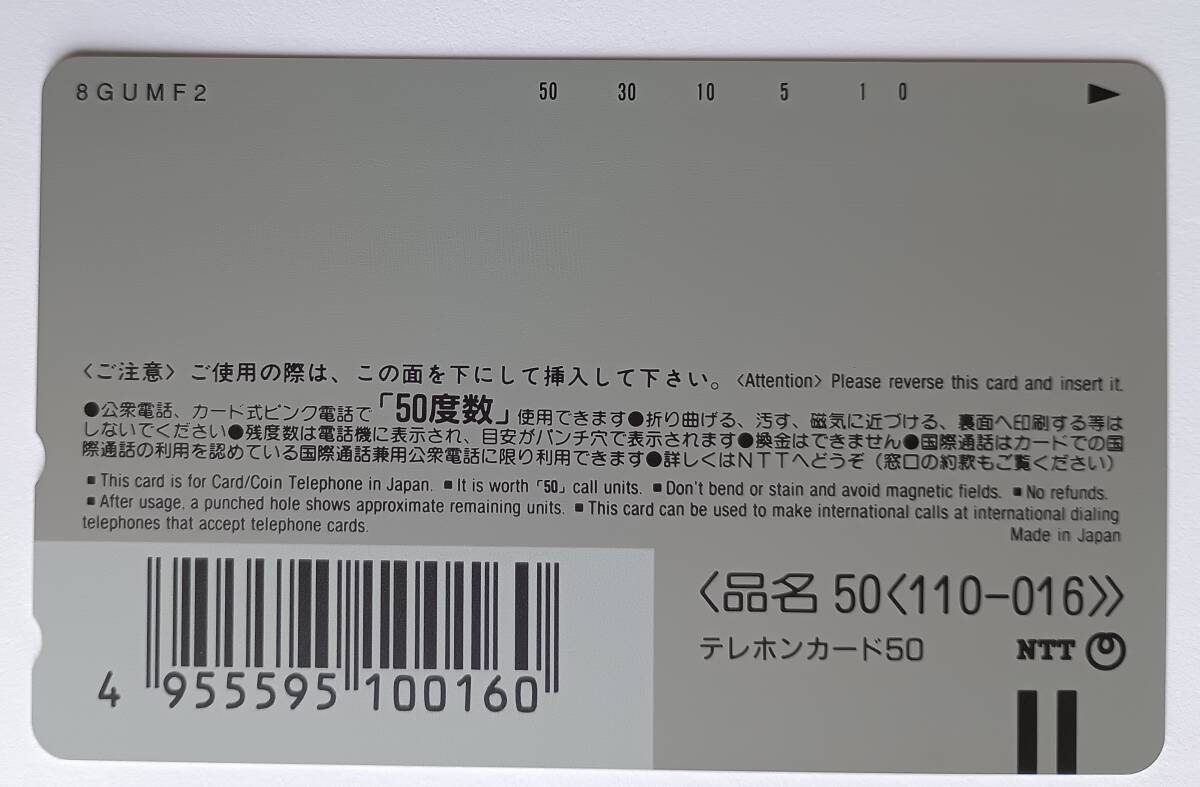 8GUMF2 50 30 10 5 1 0
〈ご注意〉ご使用の際は、この面を下にして挿入して下さい。〈Attention〉Please reverse this card and insert it.
●公衆電話、カード式ピンク電話で「50度数」使用できます●折り曲げる、汚す、磁気に近づける、裏面へ印刷する等は
しないでください●残度数は電話機に表示され、目安がパンチ穴で表示されます●換金はできません●国際通話はカードでの国
際通話の利用を認めている国際通話兼用公衆電話に限り利用できます●詳しくはNTTへどうぞ（窓口の約款もご覧ください）
■This card is for Card/Coin Telephone in Japan. ■It is worth「50」call units. ■Don't bend or stain and avoid magnetic fields. ■No refunds.
■After usage, a punched hole shows approximate remaining units. ■This card can be used to make international calls at international dialing
telephones that accept telephone cards.
Made in Japan
〈品名 50〈110-016〉〉
テレホンカード50
NTT
4 955595 100160